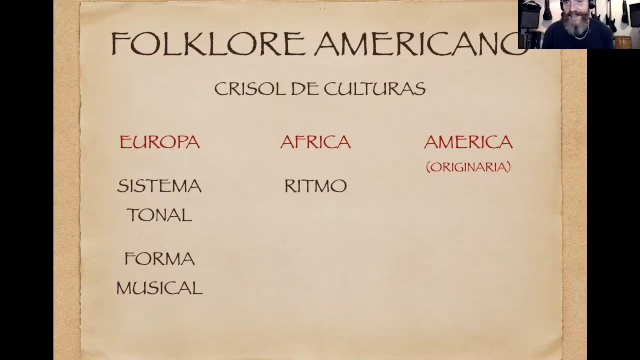 FOLKLORE AMERICANO
CRISOL DE CULTURAS
EUROPA
SISTEMA
TONAL
FORMA
MUSICAL
AFRICA
RITMO
AMERICA
(ORIGINARIA)